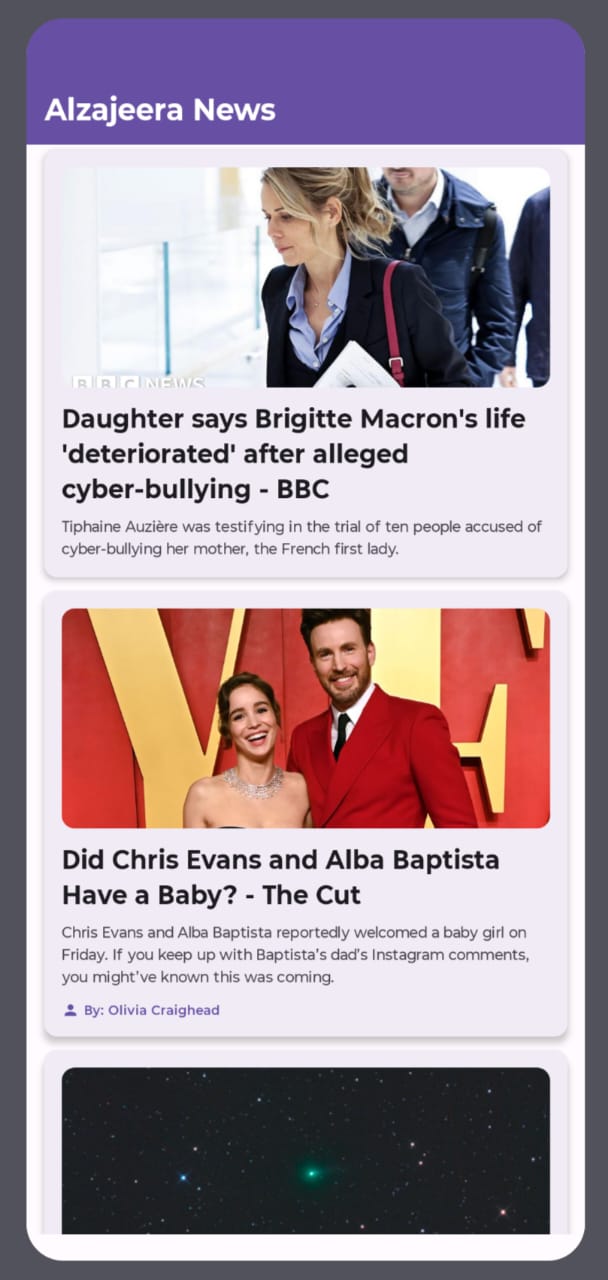 Alzajeera News
BBC NEWS
Daughter says Brigitte Macron's life
'deteriorated' after alleged
cyber-bullying - BBC
Tiphaine Auzière was testifying in the trial of ten people accused of
cyber-bullying her mother, the French first lady.
Did Chris Evans and Alba Baptista
Have a Baby? - The Cut
Chris Evans and Alba Baptista reportedly welcomed a baby girl on
Friday. If you keep up with Baptista’s dad’s Instagram comments,
you might’ve known this was coming.
By: Olivia Craighead